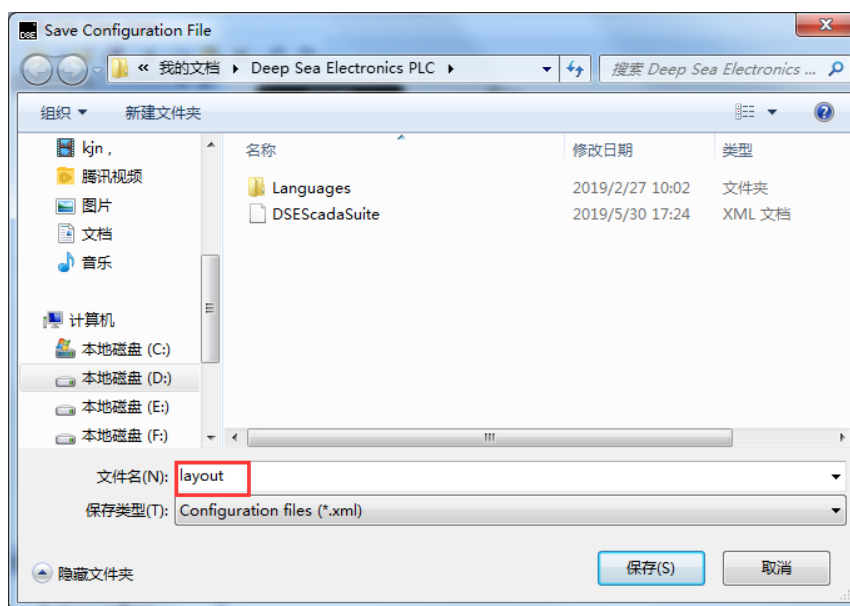 DSE Save Configuration File
« 我的文档 ▸ Deep Sea Electronics PLC ▸ 搜索 Deep Sea Electronics ...
组织 ▼ 新建文件夹
名称 修改日期 类型
kjn ,
腾讯视频
图片
文档
音乐
计算机
本地磁盘 (C:)
本地磁盘 (D:)
本地磁盘 (E:)
本地磁盘 (F:)
Languages 2019/2/27 10:02 文件夹
DSEScadaSuite 2019/5/30 17:24 XML 文档
文件名(N): layout
保存类型(T): Configuration files (*.xml)
隐藏文件夹 保存(S) 取消